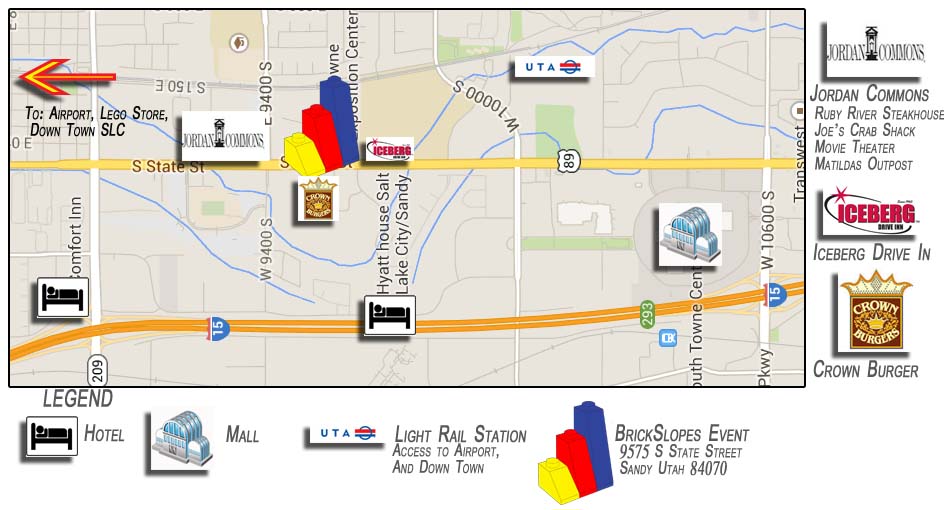 S 150 E
E 9400 S
Exposition Center
W 10000 S
UTA
To: Airport, Lego Store,
Down Town SLC
0 E
JORDAN COMMONS
ICEBERG
DRIVE INN
S State St
S
89
CROWN
BURGERS
Transwest
Comfort Inn
W 9400 S
Hyatt house Salt
Lake City/Sandy
W 10600 S
15
293
15
209
outh Towne Cent
Pkwy
JORDAN COMMONS
Jordan Commons
Ruby River Steakhouse
Joe's Crab Shack
Movie Theater
Matildas Outpost
ICEBERG
DRIVE INN
Iceberg Drive In
CROWN
BURGERS
Crown Burger
LEGEND
Hotel
Mall
UTA
Light Rail Station
Access to Airport,
And Down Town
BrickSlopes Event
9575 S State Street
Sandy Utah 84070